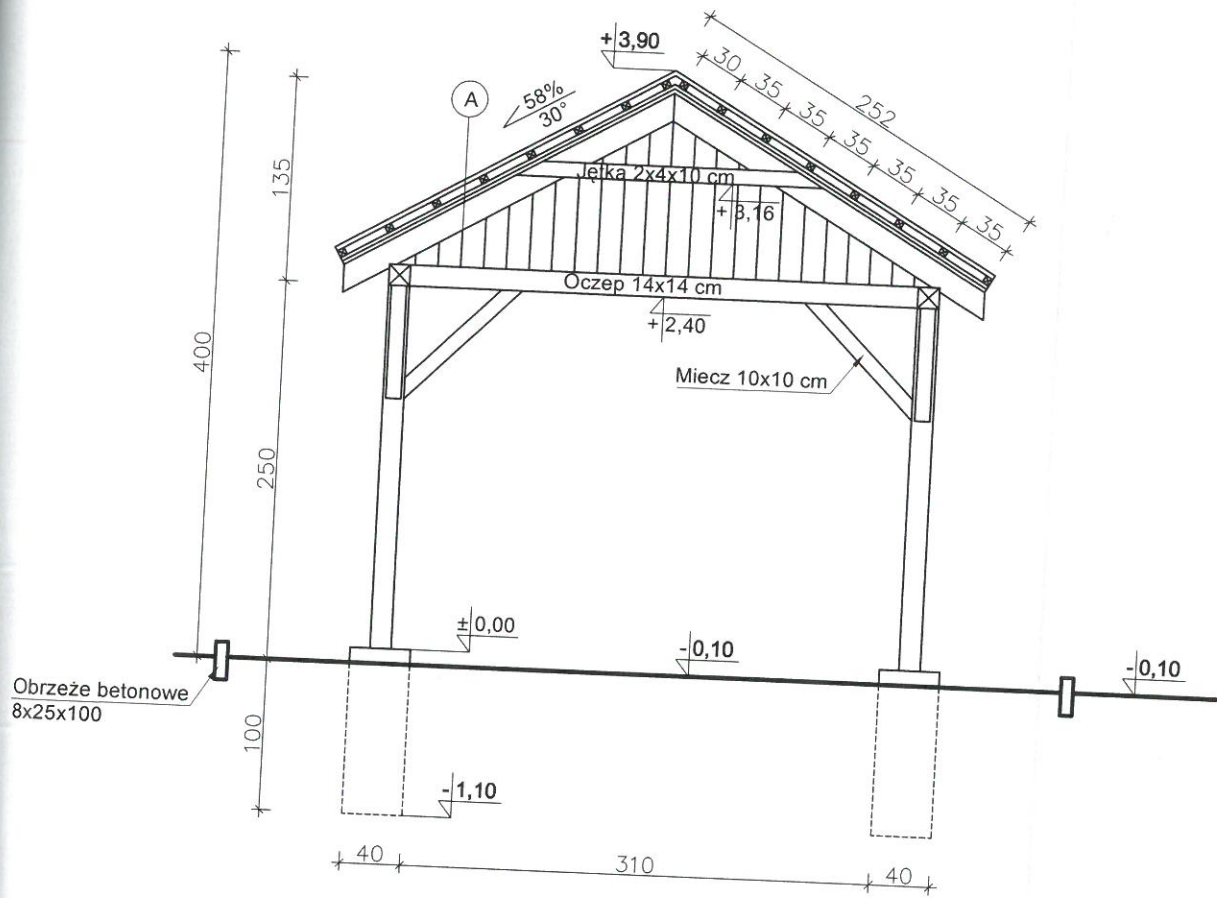 +3,90
A
58%
30°
30 35 35 35 35 35 35
252
135
Jętka 2x4x10 cm
+3,16
Oczep 14x14 cm
+2,40
Miecz 10x10 cm
400
250
±0,00
-0,10
-0,10
Obrzeże betonowe
8x25x100
100
-1,10
40
310
40